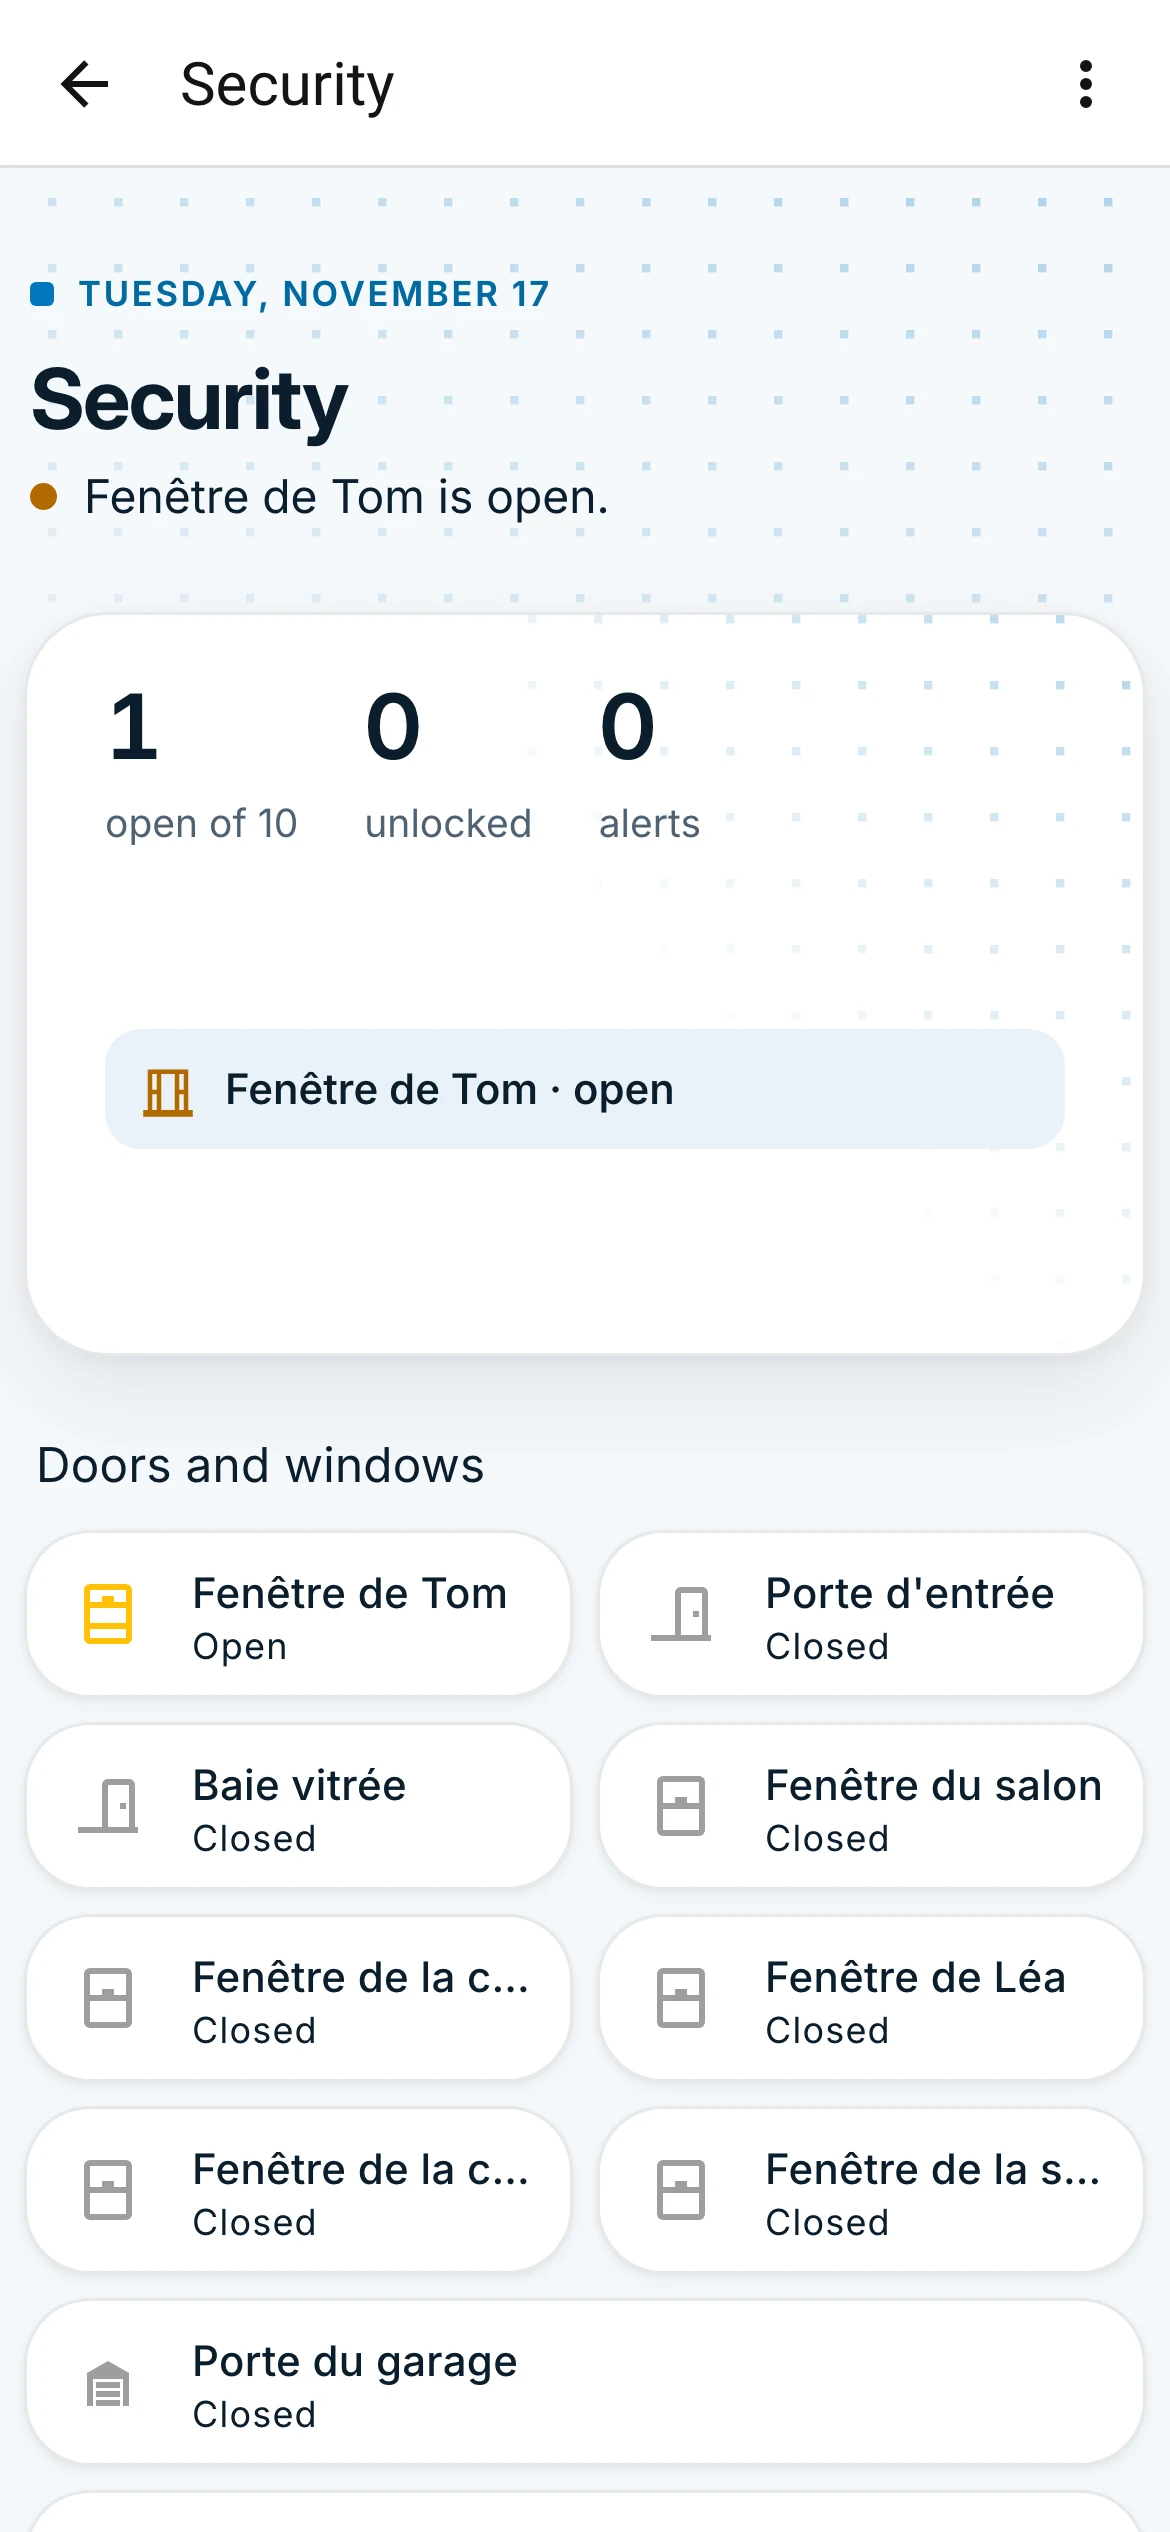 Security
TUESDAY, NOVEMBER 17
Security
Fenêtre de Tom is open.
1
open of 10
0
unlocked
0
alerts
Fenêtre de Tom · open
Doors and windows
Fenêtre de Tom
Open
Porte d'entrée
Closed
Baie vitrée
Closed
Fenêtre du salon
Closed
Fenêtre de la c...
Closed
Fenêtre de Léa
Closed
Fenêtre de la c...
Closed
Fenêtre de la s...
Closed
Porte du garage
Closed